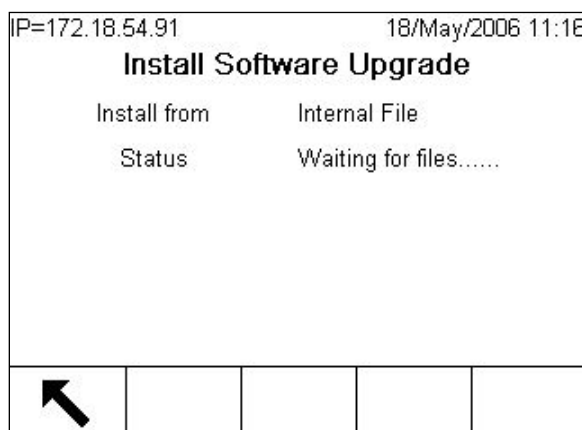 IP=172.18.54.91 18/May/2006 11:16
Install Software Upgrade
Install from Internal File
Status Waiting for files......